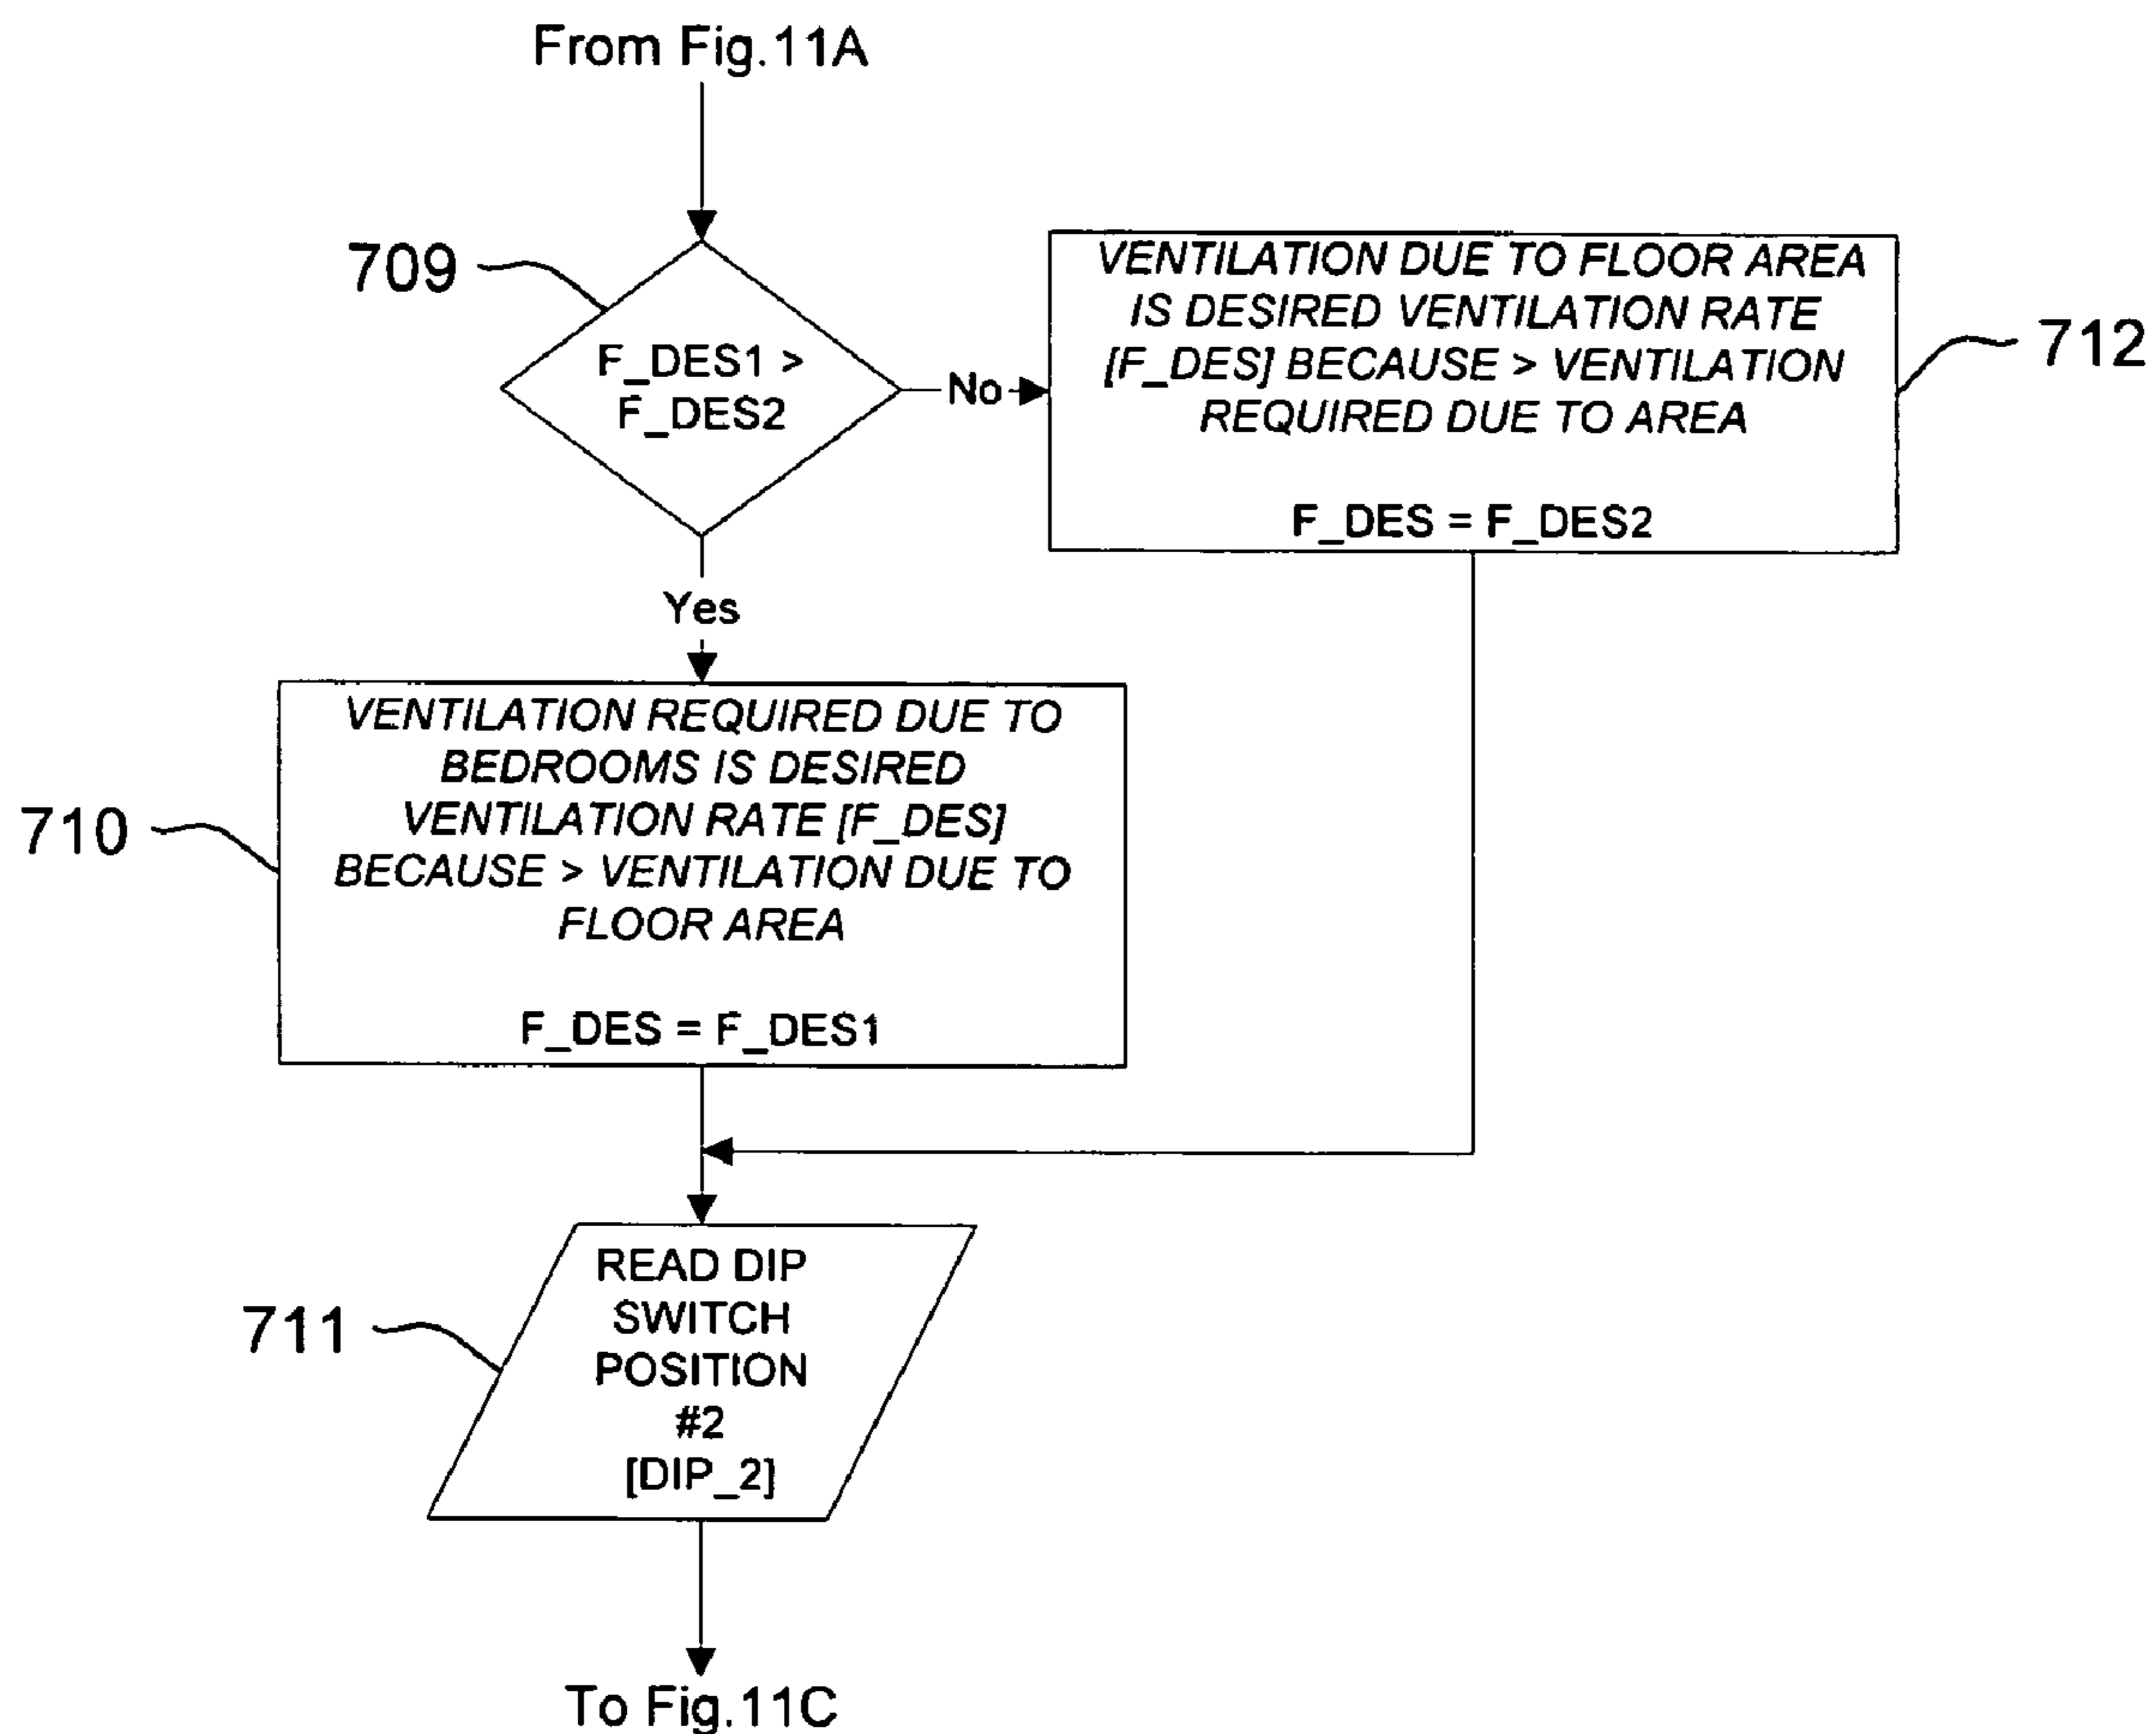 From Fig.11A
709
F_DES1 >
F_DES2
No
VENTILATION DUE TO FLOOR AREA
IS DESIRED VENTILATION RATE
[F_DES] BECAUSE > VENTILATION
REQUIRED DUE TO AREA
F_DES = F_DES2
712
Yes
VENTILATION REQUIRED DUE TO
BEDROOMS IS DESIRED
VENTILATION RATE [F_DES]
BECAUSE > VENTILATION DUE TO
FLOOR AREA
F_DES = F_DES1
710
READ DIP
SWITCH
POSITION
#2
[DIP_2]
711
To Fig.11C